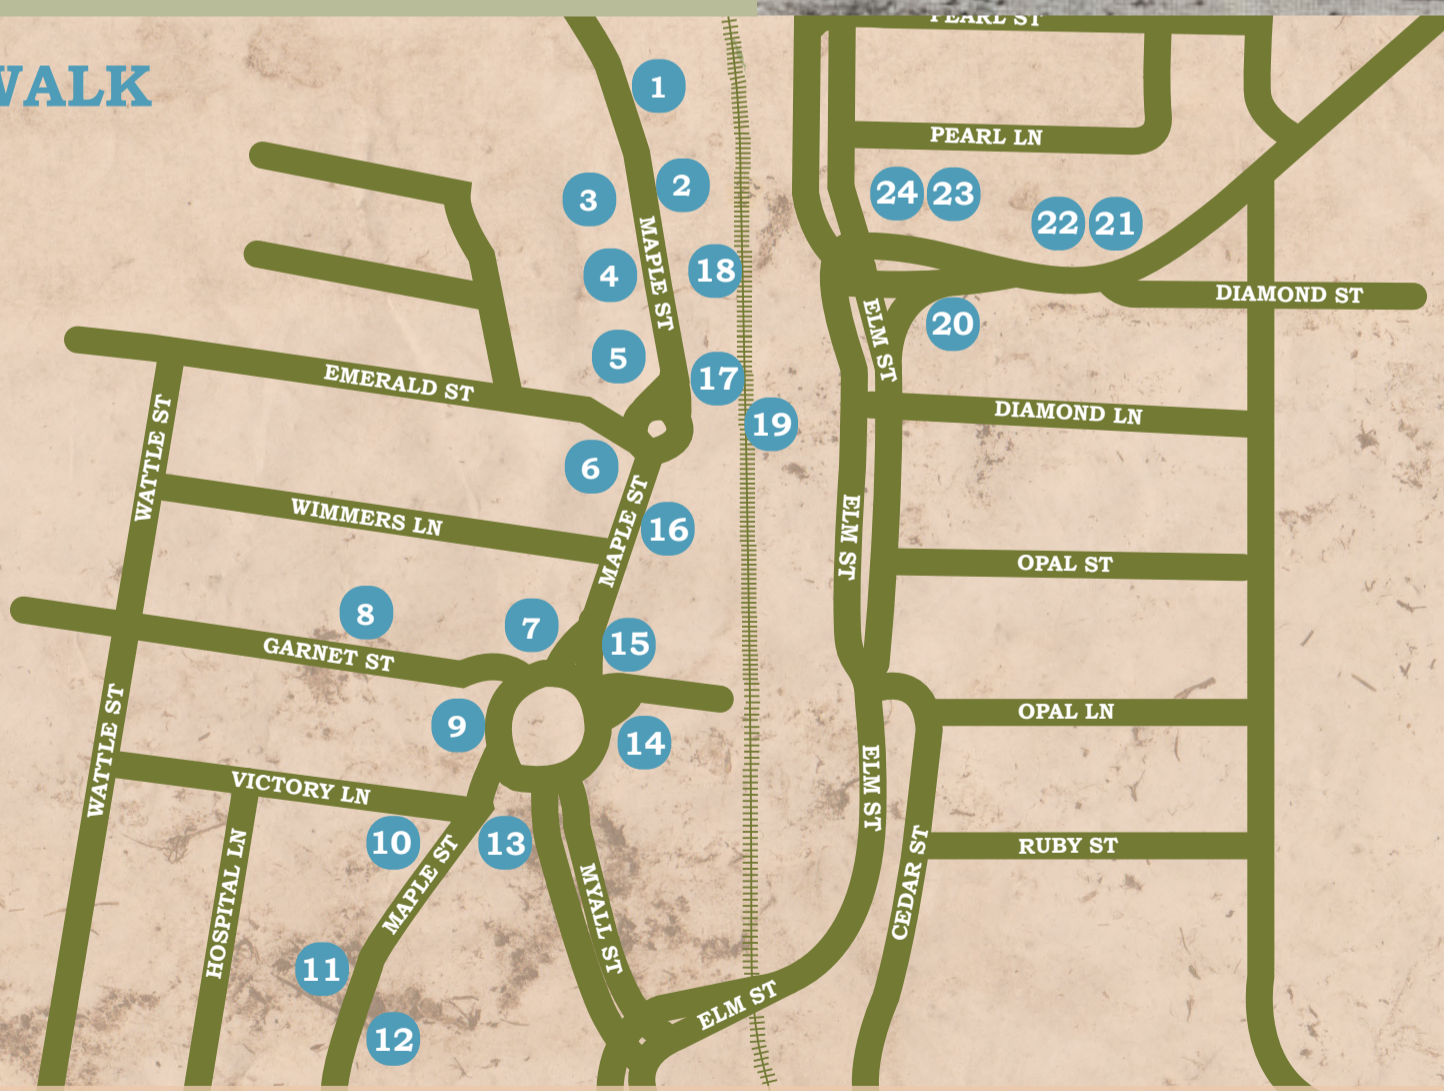 PEARL ST
WALK
1
PEARL LN
2
3
24 23
22 21
MAPLE ST
18
4
DIAMOND ST
20
ELM ST
5
17
EMERALD ST
19
DIAMOND LN
WATTLE ST
6
WIMMERS LN
MAPLE ST
16
ELM ST
OPAL ST
8
7
15
GARNET ST
9
14
OPAL LN
WATTLE ST
VICTORY LN
ELM ST
10
13
RUBY ST
MAPLE ST
HOSPITAL LN
MYALL ST
CEDAR ST
11
ELM ST
12